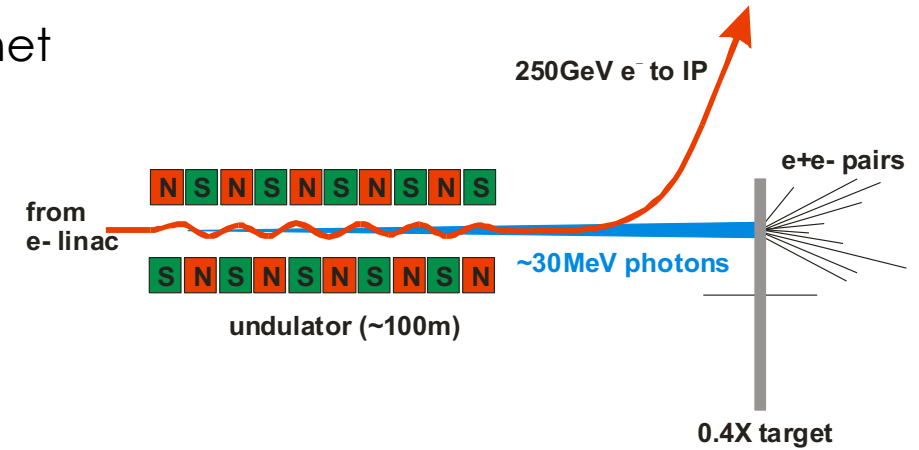 net
250GeV e⁻ to IP
e+e- pairs
N S N S N S N S N S
from
e- linac
~30MeV photons
S N S N S N S N S N
undulator (~100m)
0.4X target